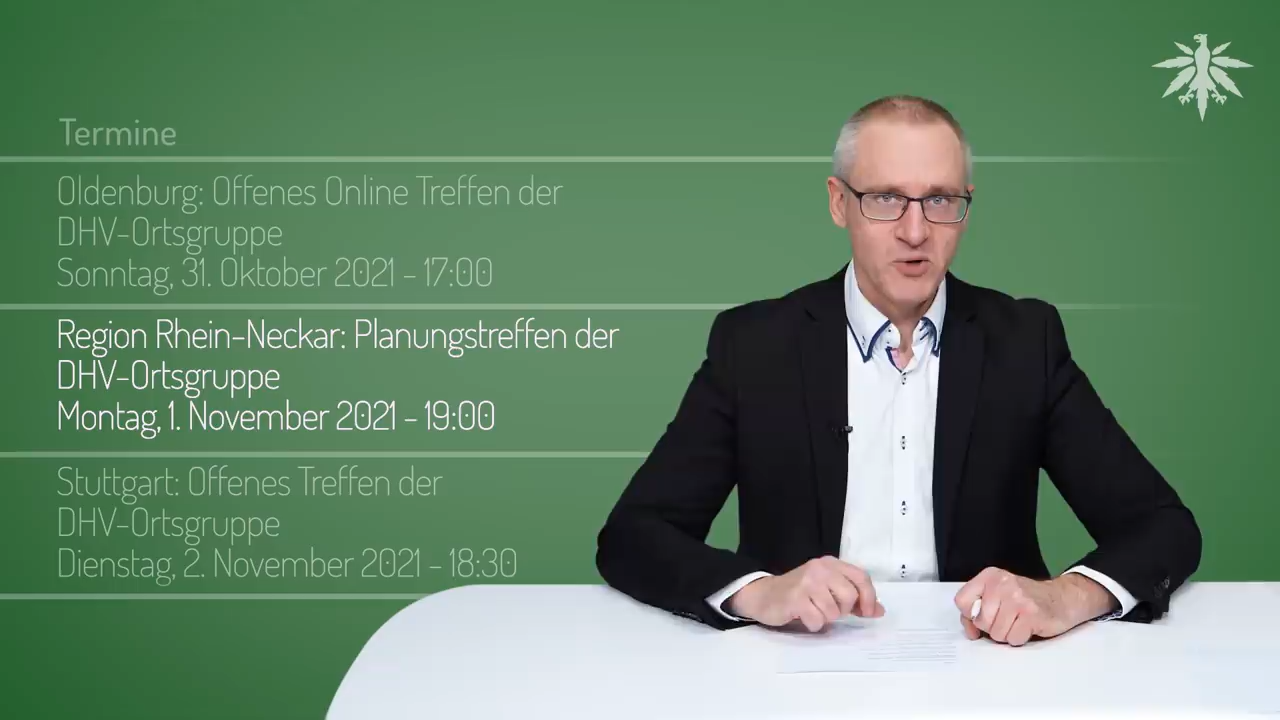 Termine
Oldenburg: Offenes Online Treffen der
DHV-Ortsgruppe
Sonntag, 31. Oktober 2021 – 17:00
Region Rhein-Neckar: Planungstreffen der
DHV-Ortsgruppe
Montag, 1. November 2021 – 19:00
Stuttgart: Offenes Treffen der
DHV-Ortsgruppe
Dienstag, 2. November 2021 – 18:30